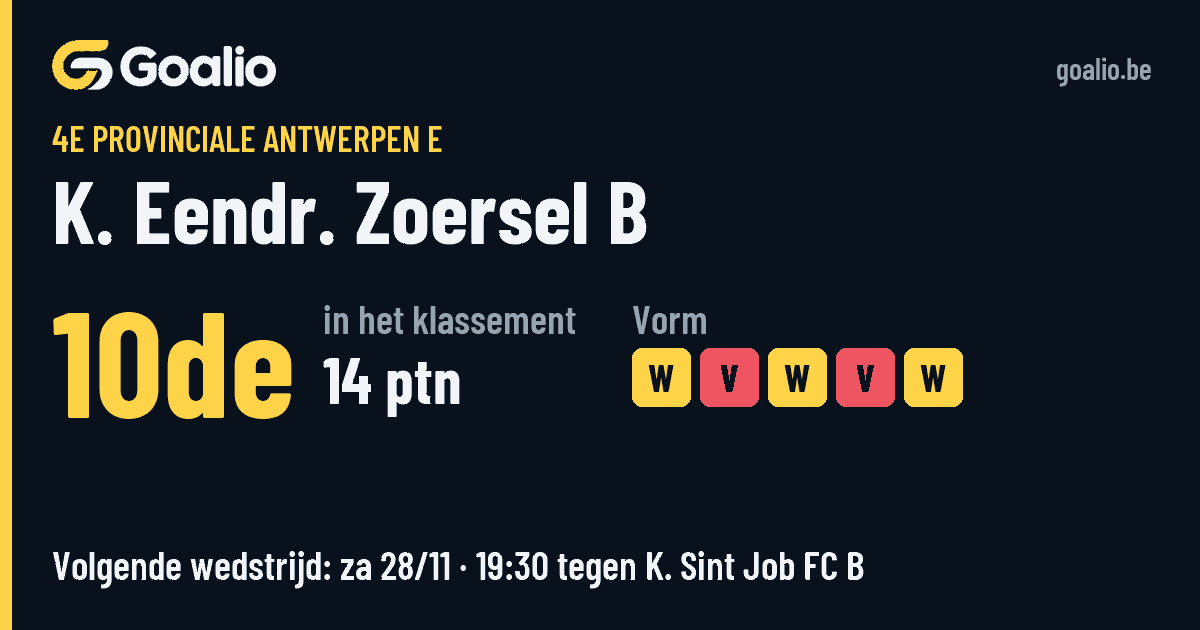 Goalio
goalio.be
4E PROVINCIALE ANTWERPEN E
K. Eendr. Zoersel B
10de
in het klassement
14 ptn
Vorm
W V W V W
Volgende wedstrijd: za 28/11 · 19:30 tegen K. Sint Job FC B